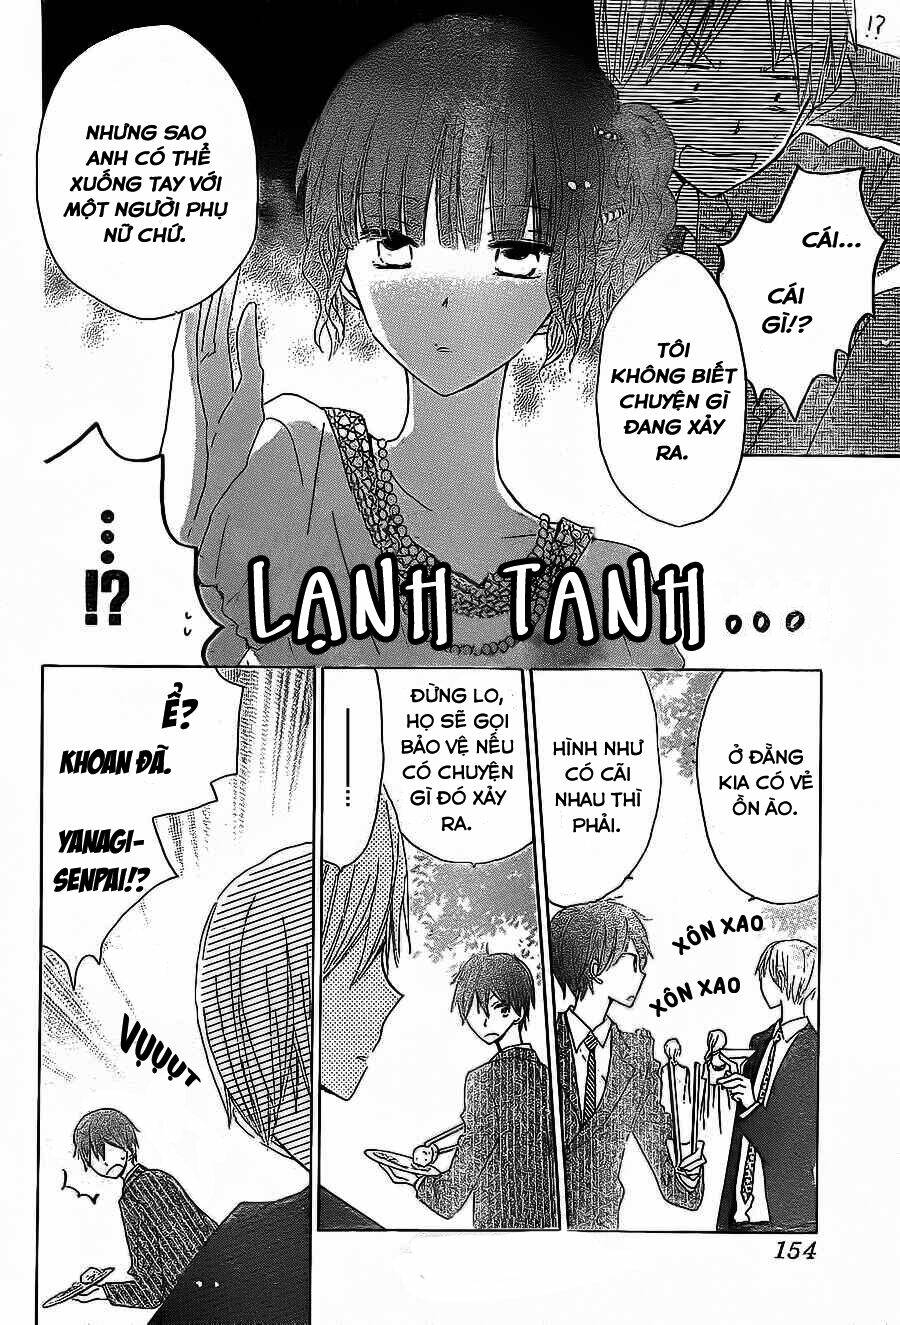 !?
CÁI...
CÁI
GÌ!?
TÔI
KHÔNG BIẾT
CHUYỆN GÌ
ĐANG XẢY
RA.
NHƯNG SAO
ANH CÓ THỂ
XUỐNG TAY VỚI
MỘT NGƯỜI PHỤ
NỮ CHỨ.
...
!?
LẠNH TANH...
Ở ĐẰNG
KIA CÓ VẺ
ỒN ÀO.
HÌNH NHƯ
CÓ CÃI
NHAU THÌ
PHẢI.
XÔN XAO
XÔN XAO
ĐỪNG LO,
HỌ SẼ GỌI
BẢO VỆ NẾU
CÓ CHUYỆN
GÌ ĐÓ XẢY
RA.
Ể?
KHOAN ĐÃ.
YANAGI-
SENPAI!?
VỤỤỤT
154